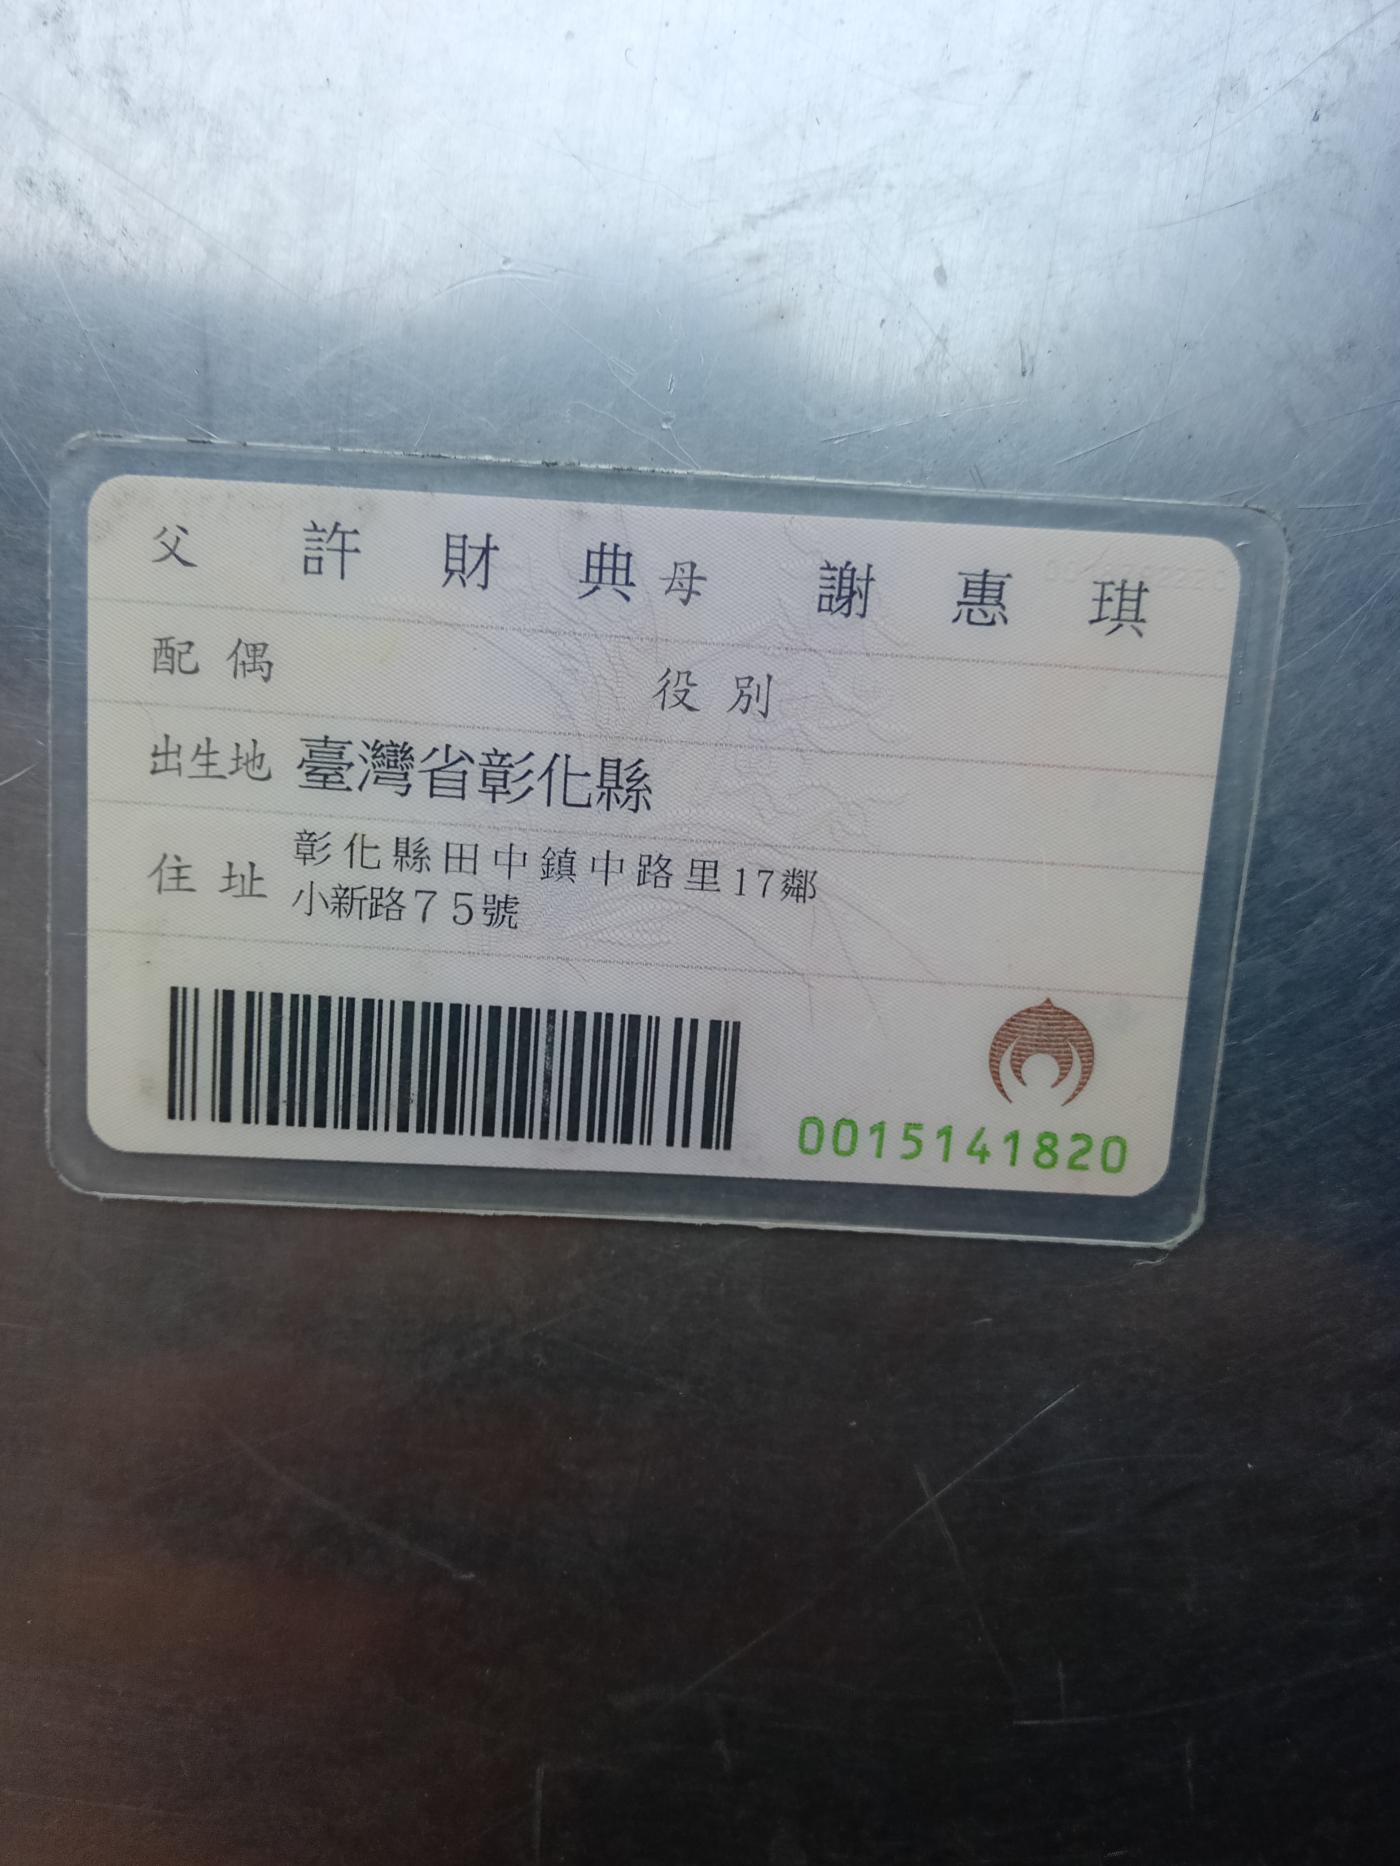 父 許財典 母 謝惠琪
配偶 役別
出生地 臺灣省彰化縣
住址 彰化縣田中鎮中路里17鄰
小新路75號
0015141820